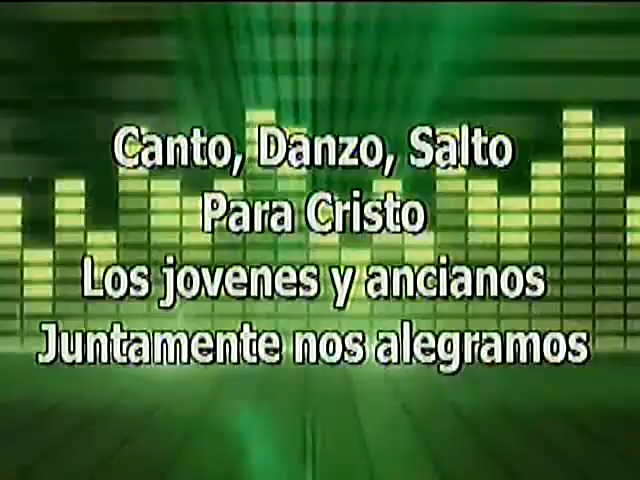 Canto, Danzo, Salto
Para Cristo
Los jovenes y ancianos
Juntamente nos alegramos